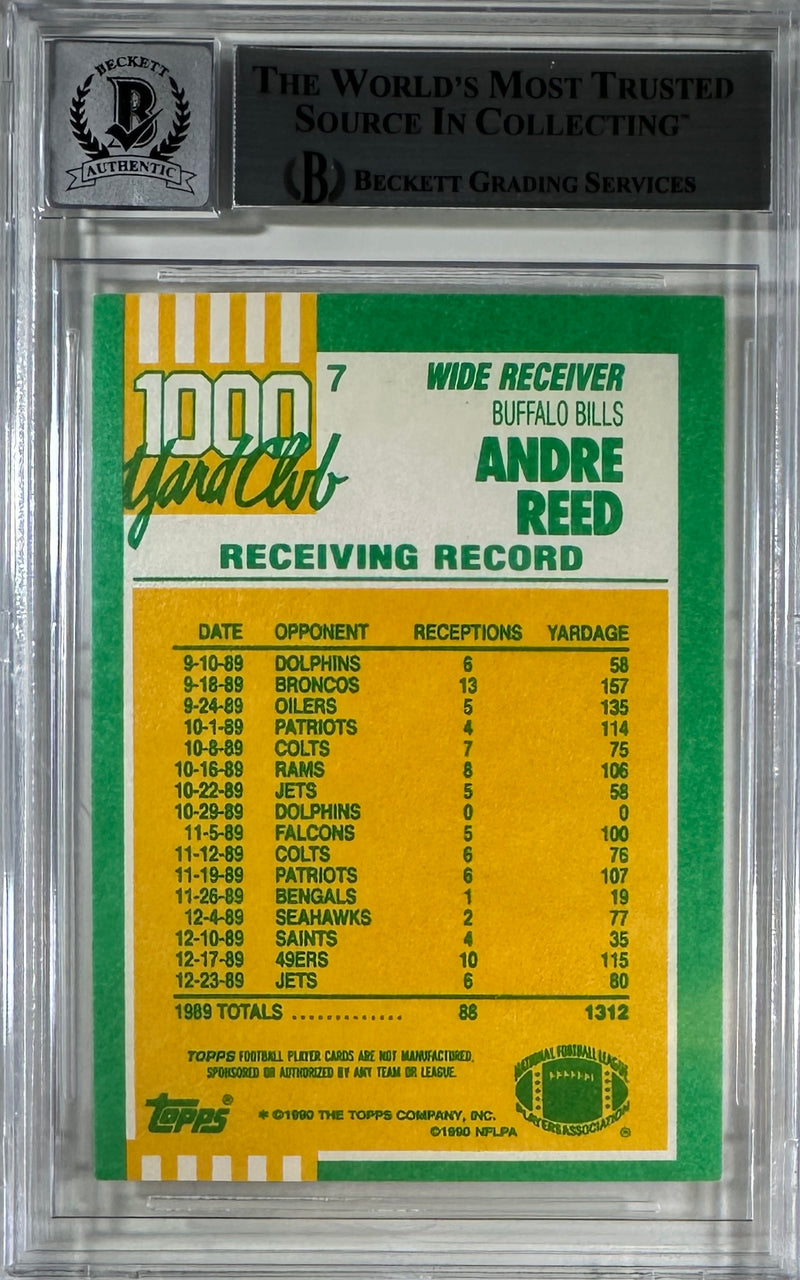 BECKETT
B
AUTHENTIC
THE WORLD'S MOST TRUSTED
SOURCE IN COLLECTING™
B BECKETT GRADING SERVICES
1000
Yard Club
7
WIDE RECEIVER
BUFFALO BILLS
ANDRE
REED
RECEIVING RECORD
DATE OPPONENT RECEPTIONS YARDAGE
9-10-89 DOLPHINS 6 58
9-18-89 BRONCOS 13 157
9-24-89 OILERS 5 135
10-1-89 PATRIOTS 4 114
10-8-89 COLTS 7 75
10-16-89 RAMS 8 106
10-22-89 JETS 5 58
10-29-89 DOLPHINS 0 0
11-5-89 FALCONS 5 100
11-12-89 COLTS 6 76
11-19-89 PATRIOTS 6 107
11-26-89 BENGALS 1 19
12-4-89 SEAHAWKS 2 77
12-10-89 SAINTS 4 35
12-17-89 49ERS 10 115
12-23-89 JETS 6 80
1989 TOTALS .............. 88 1312
TOPPS FOOTBALL PLAYER CARDS ARE NOT MANUFACTURED,
SPONSORED OR AUTHORIZED BY ANY TEAM OR LEAGUE.
topps®
* ©1990 THE TOPPS COMPANY, INC.
©1990 NFLPA
NATIONAL FOOTBALL LEAGUE
PLAYERS ASSOCIATION ®